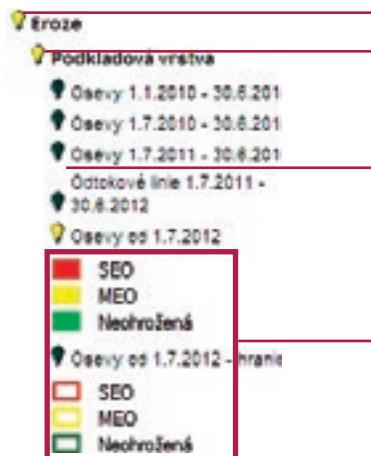 Eroze
Podkladová vrstva
Osevy 1.1.2010 - 30.6.201
Osevy 1.7.2010 - 30.6.201
Osevy 1.7.2011 - 30.6.201
Odtokové linie 1.7.2011 -
30.6.2012
Osevy od 1.7.2012
SEO
MEO
Neohrožená
Osevy od 1.7.2012 - hranic
SEO
MEO
Neohrožená